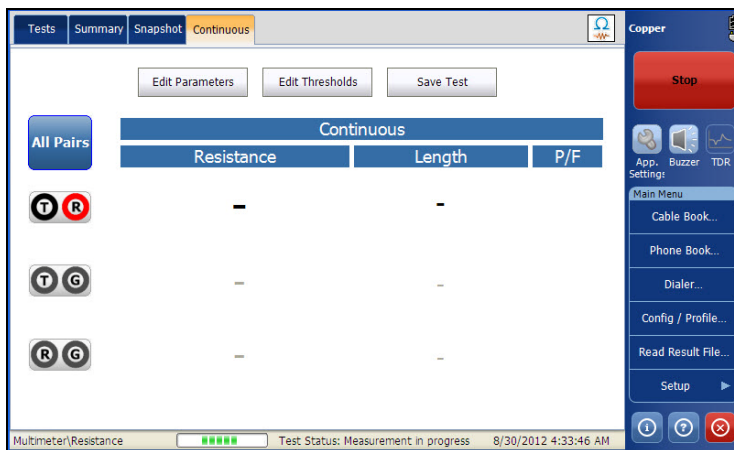 Tests Summary Snapshot Continuous Ω Copper
Edit Parameters Edit Thresholds Save Test
Stop
All Pairs
Continuous
Resistance Length P/F
App. Settings Buzzer TDR
Main Menu
T R – -
Cable Book...
Phone Book...
T G – –
Dialer...
Config / Profile...
R G – –
Read Result File...
Setup
Multimeter\Resistance Test Status: Measurement in progress 8/30/2012 4:33:46 AM
i ?